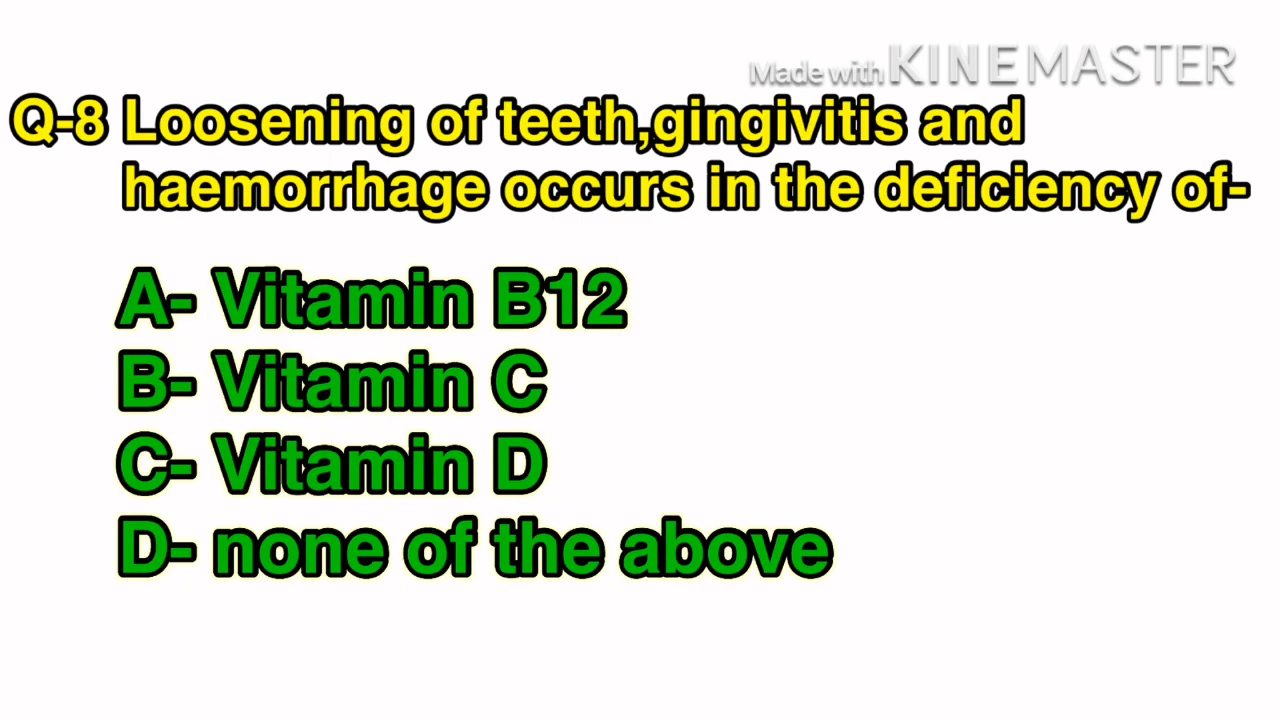 Made with KINEMASTER
Q-8 Loosening of teeth,gingivitis and
haemorrhage occurs in the deficiency of-
A- Vitamin B12
B- Vitamin C
C- Vitamin D
D- none of the above